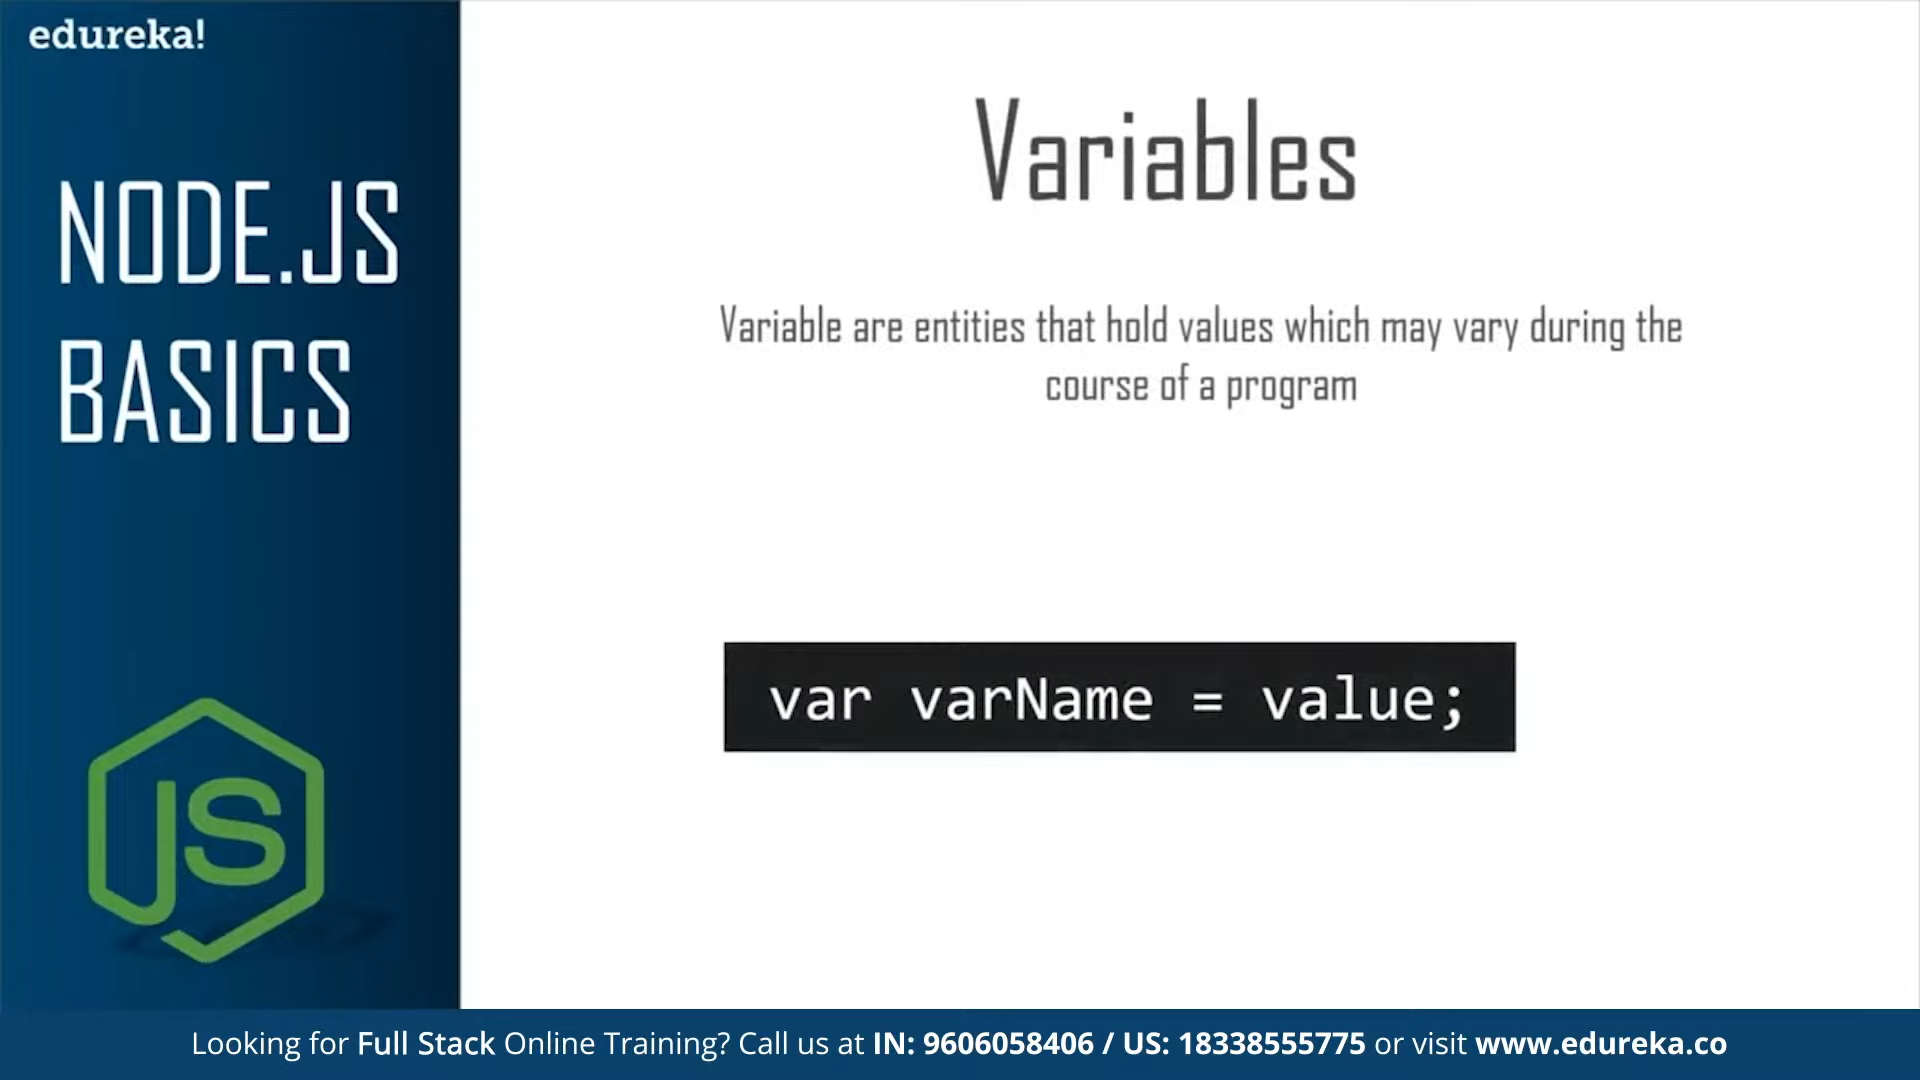 edureka!
NODE.JS
BASICS
JS
Variables
Variable are entities that hold values which may vary during the
course of a program
var varName = value;
Looking for Full Stack Online Training? Call us at IN: 9606058406 / US: 18338555775 or visit www.edureka.co